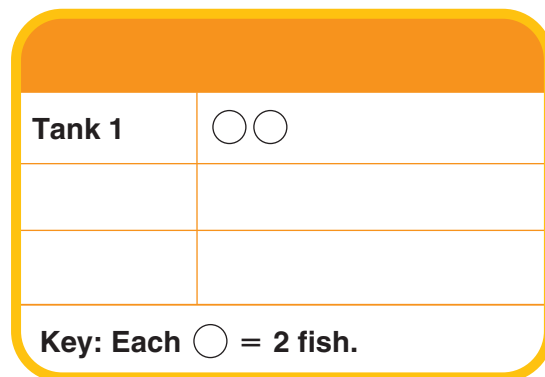 Tank 1
Key: Each ◯ = 2 fish.